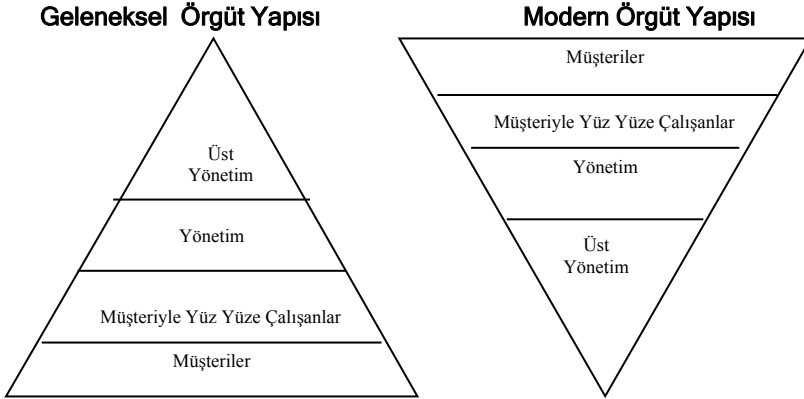 Geleneksel Örgüt Yapısı
Üst
Yönetim
Yönetim
Müşteriyle Yüz Yüze Çalışanlar
Müşteriler
Modern Örgüt Yapısı
Müşteriler
Müşteriyle Yüz Yüze Çalışanlar
Yönetim
Üst
Yönetim